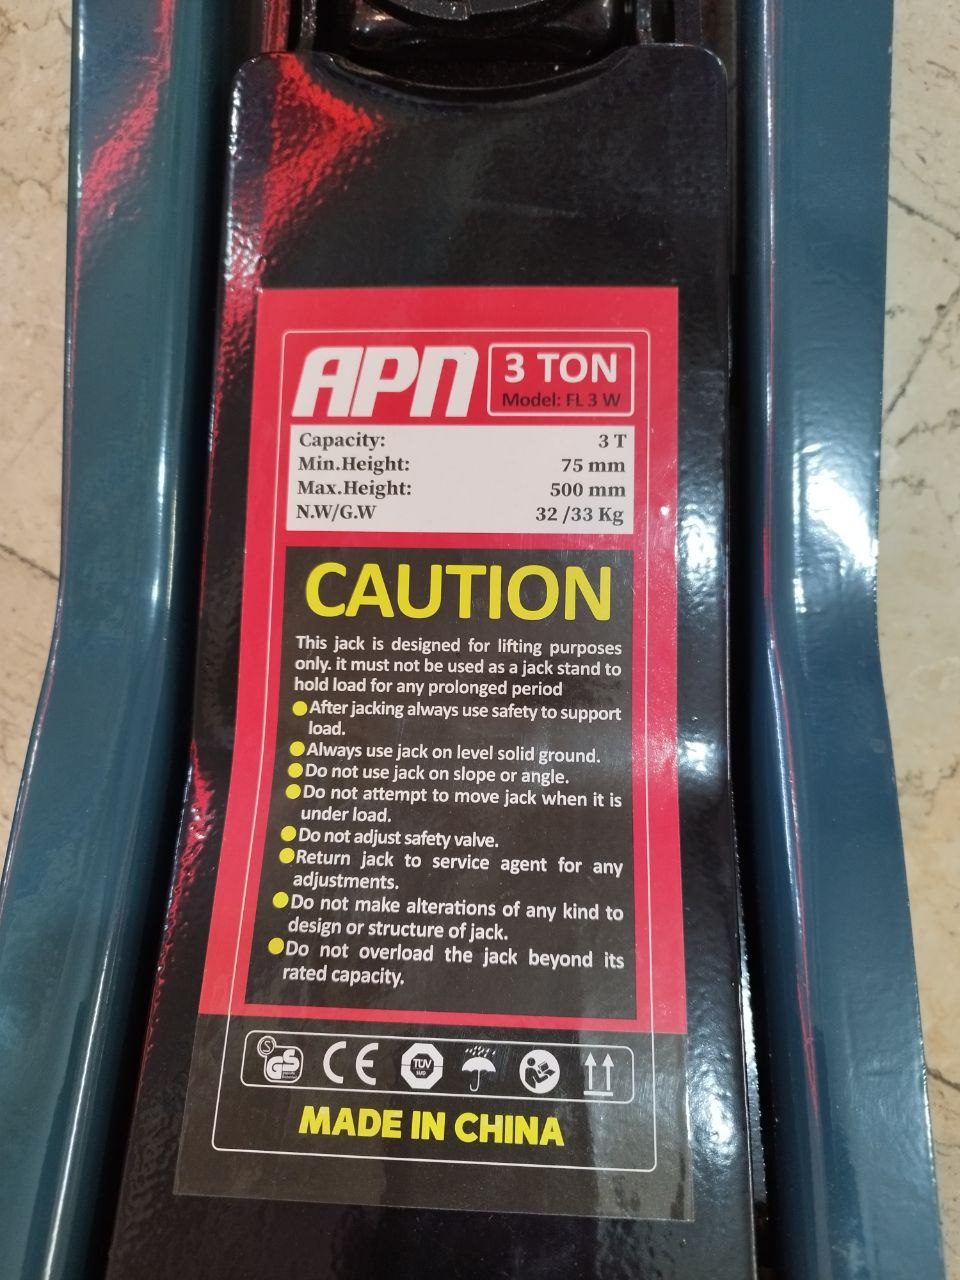 APN
3 TON
Model: FL 3 W
Capacity: 3 T
Min.Height: 75 mm
Max.Height: 500 mm
N.W/G.W 32 /33 Kg
CAUTION
This jack is designed for lifting purposes
only. it must not be used as a jack stand to
hold load for any prolonged period
After jacking always use safety to support
load.
Always use jack on level solid ground.
Do not use jack on slope or angle.
Do not attempt to move jack when it is
under load.
Do not adjust safety valve.
Return jack to service agent for any
adjustments.
Do not make alterations of any kind to
design or structure of jack.
Do not overload the jack beyond its
rated capacity.
S GS CE TÜV
SUD
MADE IN CHINA